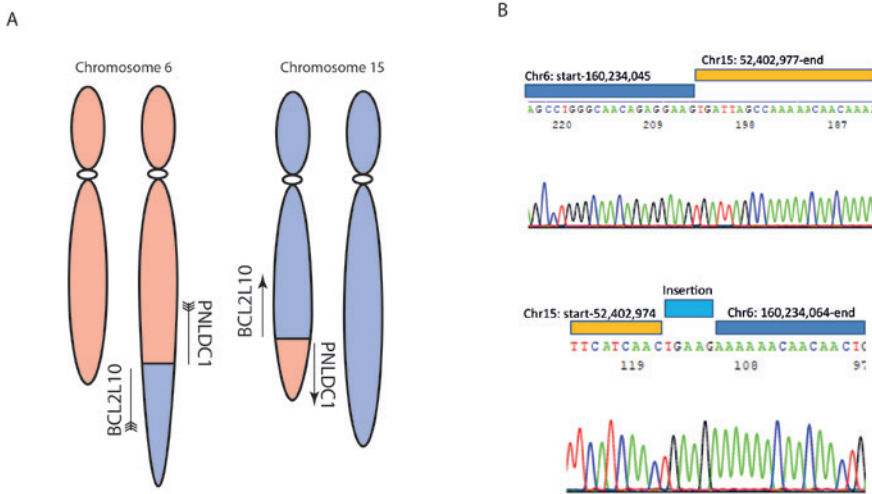 A
Chromosome 6
Chromosome 15
PNLDC1
BCL2L10
BCL2L10
PNLDC1
B
Chr15: 52,402,977-end
Chr6: start-160,234,045
AGCCTGGGCAACAGAGGAAGTGATTAGCCAAAAACAACAAAA
220 209 198 187
Insertion
Chr15: start-52,402,974 Chr6: 160,234,064-end
TTCATCAACTGAAGAAAAAACAACAACTC
119 108 97